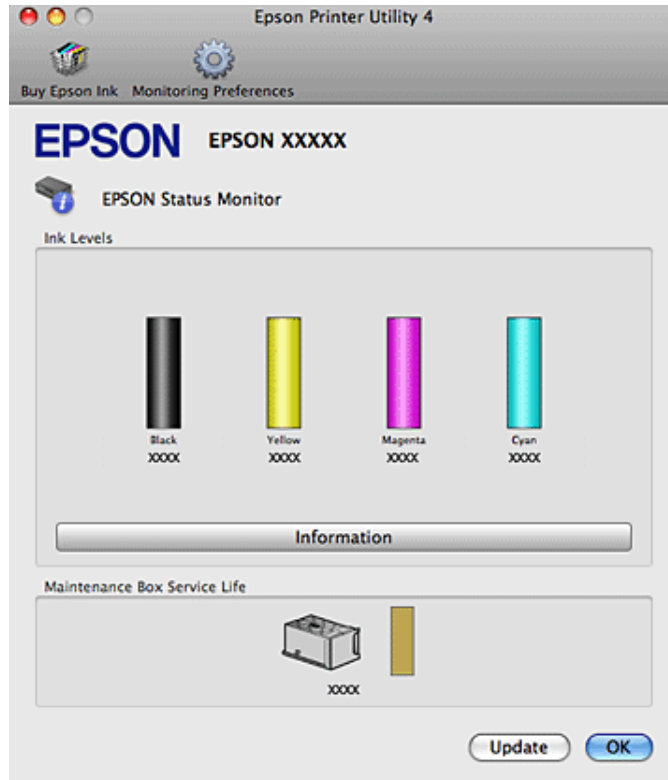 Epson Printer Utility 4
Buy Epson Ink Monitoring Preferences
EPSON EPSON XXXXX
EPSON Status Monitor
Ink Levels
Black Yellow Magenta Cyan
XXXX XXXX XXXX XXXX
Information
Maintenance Box Service Life
XXXX
Update OK